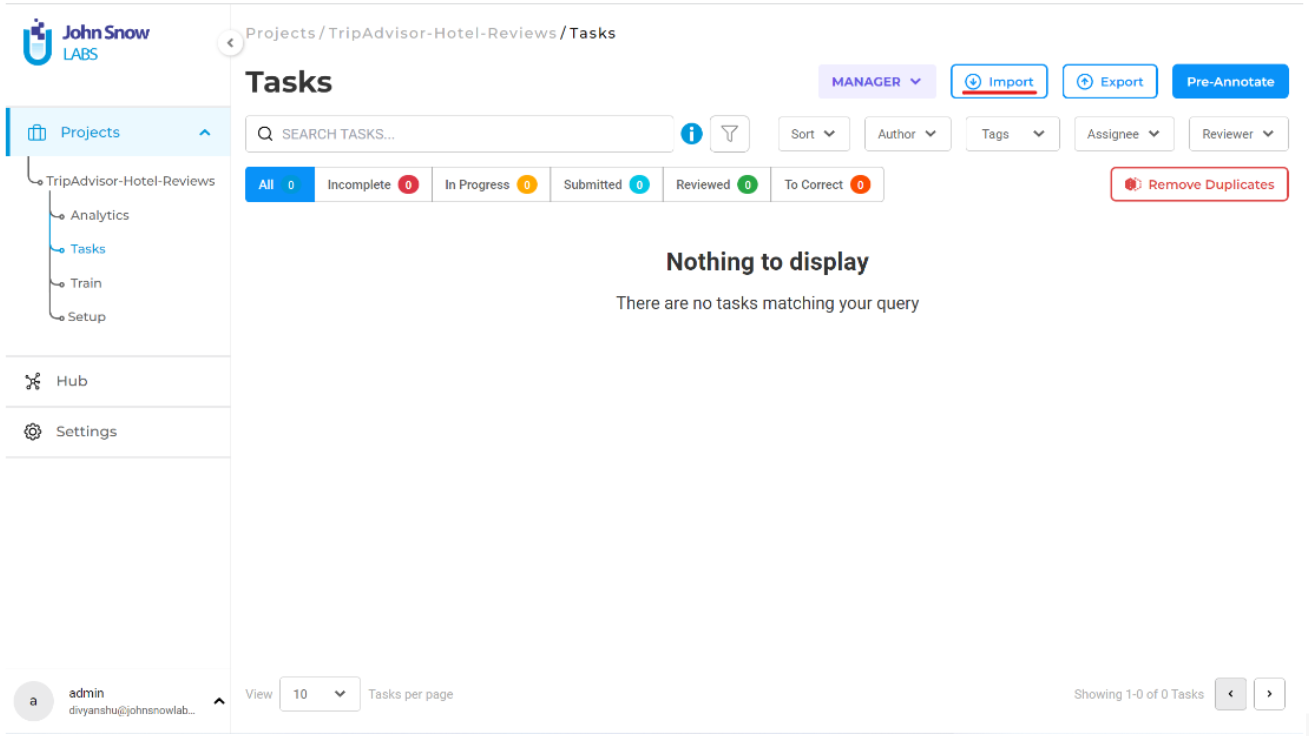 John Snow
LABS
Projects / TripAdvisor-Hotel-Reviews / Tasks
Tasks
MANAGER
Import
Export
Pre-Annotate
Projects
SEARCH TASKS...
i
Sort
Author
Tags
Assignee
Reviewer
TripAdvisor-Hotel-Reviews
All 0
Incomplete 0
In Progress 0
Submitted 0
Reviewed 0
To Correct 0
Remove Duplicates
Analytics
Tasks
Train
Setup
Nothing to display
There are no tasks matching your query
Hub
Settings
a
admin
divyanshu@johnsnowlab...
View 10 Tasks per page
Showing 1-0 of 0 Tasks